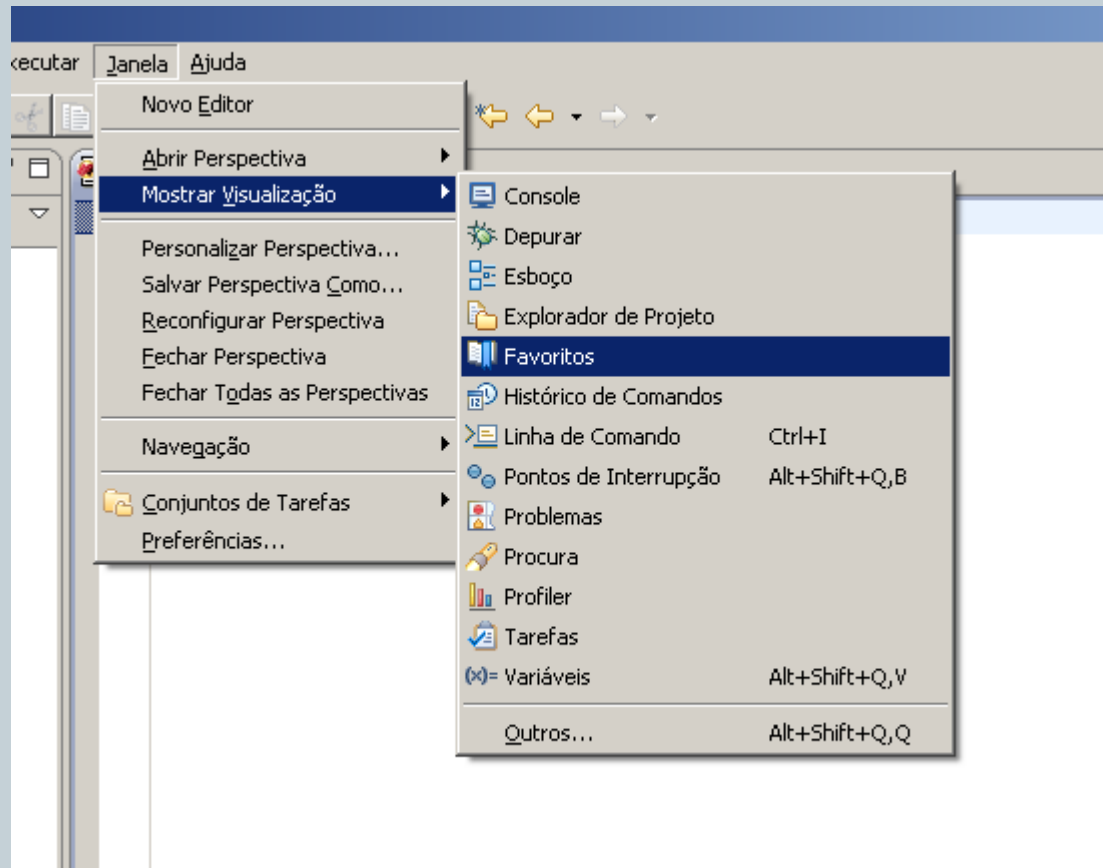 xecutar Janela Ajuda
Novo Editor
Abrir Perspectiva
Mostrar Visualização
Personalizar Perspectiva...
Salvar Perspectiva Como...
Reconfigurar Perspectiva
Fechar Perspectiva
Fechar Todas as Perspectivas
Navegação
Conjuntos de Tarefas
Preferências...
Console
Depurar
Esboço
Explorador de Projeto
Favoritos
Histórico de Comandos
Linha de Comando Ctrl+I
Pontos de Interrupção Alt+Shift+Q,B
Problemas
Procura
Profiler
Tarefas
Variáveis Alt+Shift+Q,V
Outros... Alt+Shift+Q,Q